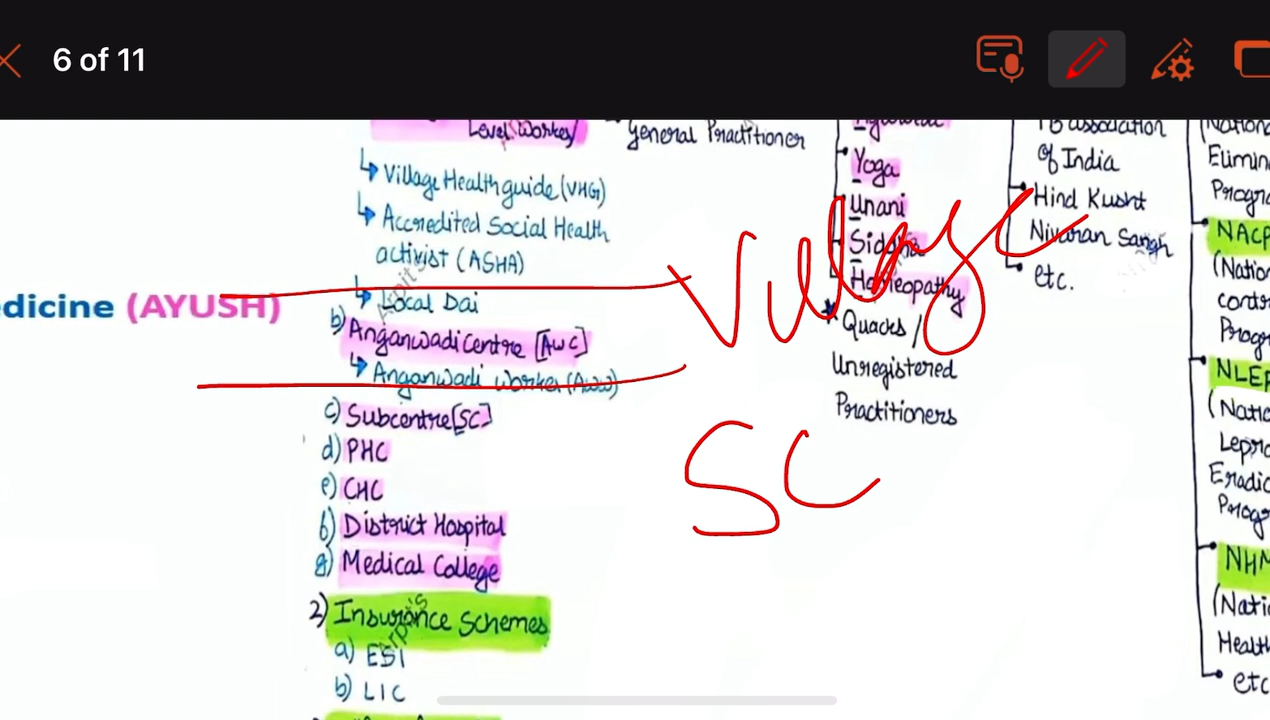 6 of 11
Level Worker
↳ Village Health guide (VHG)
↳ Accredited Social Health
activist (ASHA)
↳ Local Dai
b) Anganwadi Centre [AWC]
↳ Anganwadi Worker (AWW)
c) Subcentre [SC]
d) PHC
e) CHC
f) District Hospital
g) Medical College
2) Insurance Schemes
a) ESI
b) LIC
edicine (AYUSH)
General Practitioner
Yoga
Unani
Siddha
Homeopathy
* Quacks /
Unregistered
Practitioners
Village
SC
TB association
of India
Hind Kusht
Nivaran Sangh
etc.
(Nation
Elimin
Progra
NACP
(Nation
contr
Progr
NLEP
(Natio
Lepro
Eradic
Progr
NHM
(Nati
Health
etc